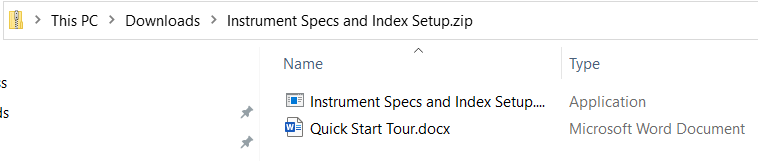 This PC > Downloads > Instrument Specs and Index Setup.zip
Name Type
ss
Instrument Specs and Index Setup.... Application
ds
Quick Start Tour.docx Microsoft Word Document